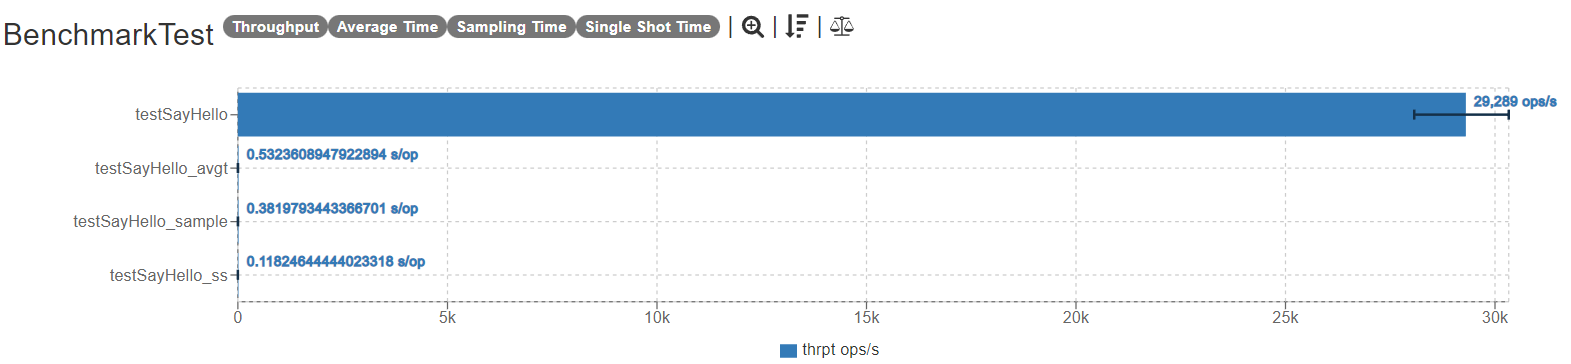 BenchmarkTest Throughput Average Time Sampling Time Single Shot Time | | |
testSayHello 29,289 ops/s
testSayHello_avgt 0.5323608947922894 s/op
testSayHello_sample 0.3819793443366701 s/op
testSayHello_ss 0.11824644444023318 s/op
0 5k 10k 15k 20k 25k 30k
thrpt ops/s